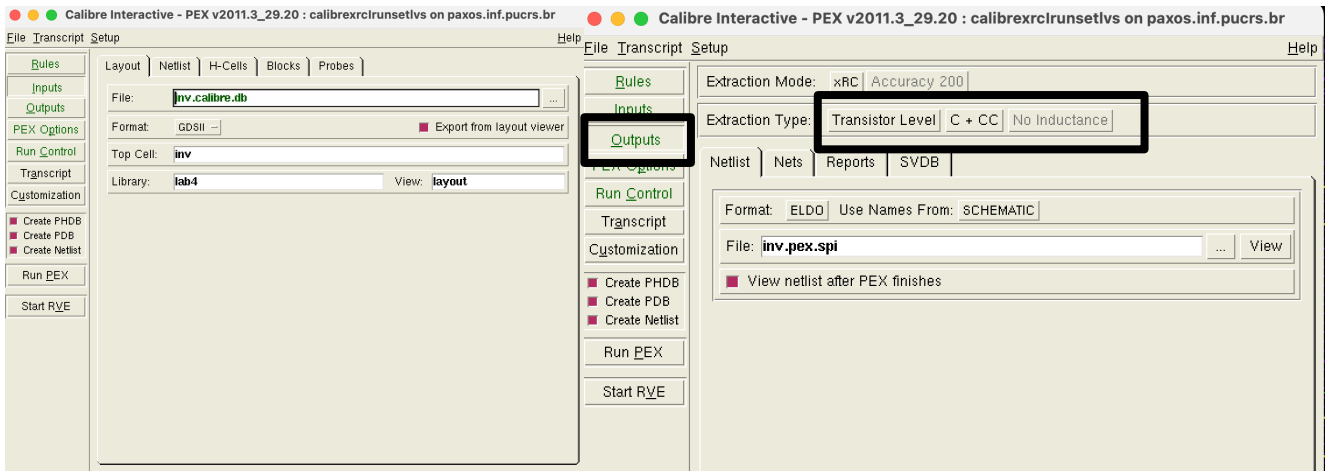 Calibre Interactive - PEX v2011.3_29.20 : calibrexrclrunsetlvs on paxos.inf.pucrs.br
File Transcript Setup Help
Rules
Inputs
Outputs
PEX Options
Run Control
Transcript
Customization
Create PHDB
Create PDB
Create Netlist
Run PEX
Start RVE
Layout Netlist H-Cells Blocks Probes
File: inv.calibre.db ...
Format: GDSII Export from layout viewer
Top Cell: inv
Library: lab4 View: layout
Calibre Interactive - PEX v2011.3_29.20 : calibrexrclrunsetlvs on paxos.inf.pucrs.br
File Transcript Setup Help
Rules
Inputs
Outputs
PEX Options
Run Control
Transcript
Customization
Create PHDB
Create PDB
Create Netlist
Run PEX
Start RVE
Extraction Mode: xRC Accuracy 200
Extraction Type: Transistor Level C + CC No Inductance
Netlist Nets Reports SVDB
Format: ELDO Use Names From: SCHEMATIC
File: inv.pex.spi ... View
View netlist after PEX finishes